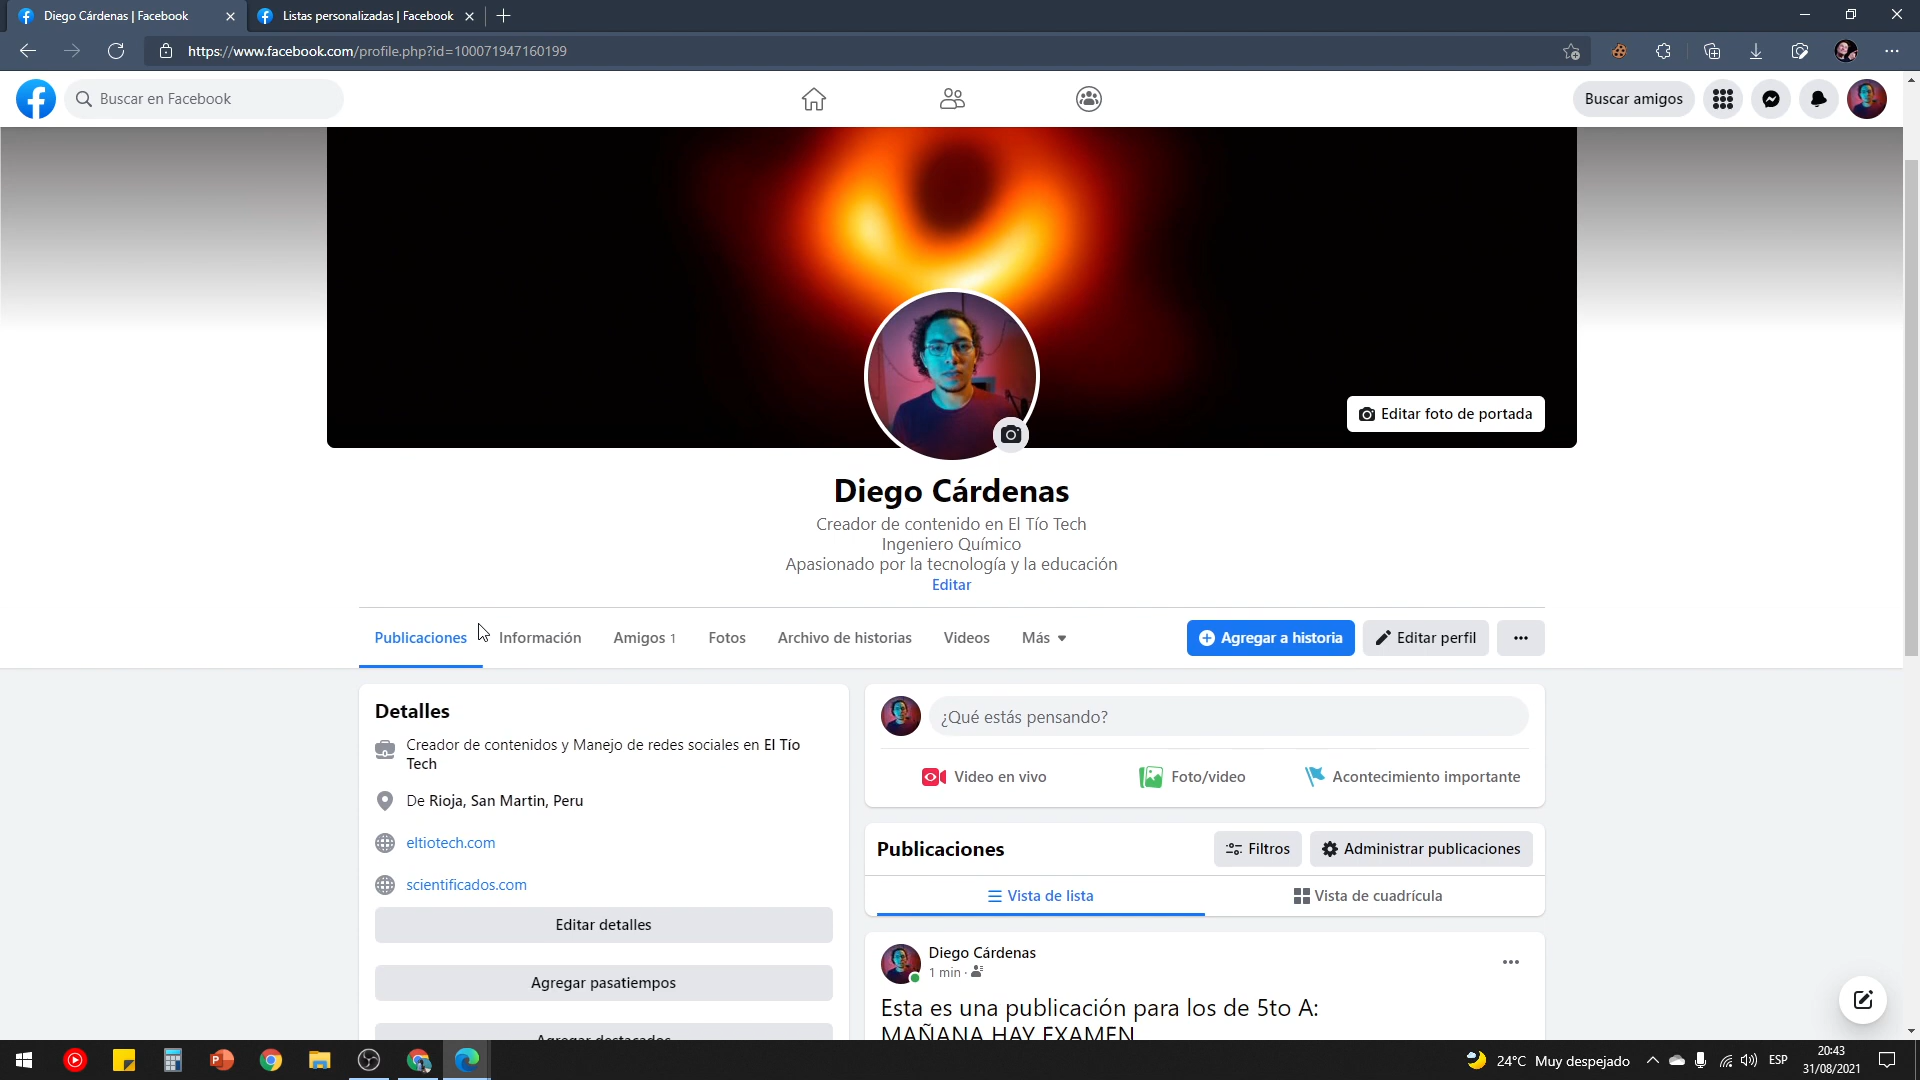 Diego Cárdenas | Facebook
Listas personalizadas | Facebook
https://www.facebook.com/profile.php?id=100071947160199
Buscar en Facebook
Buscar amigos
Editar foto de portada
Diego Cárdenas
Creador de contenido en El Tío Tech
Ingeniero Químico
Apasionado por la tecnología y la educación
Editar
Publicaciones
Información
Amigos 1
Fotos
Archivo de historias
Videos
Más
Agregar a historia
Editar perfil
Detalles
Creador de contenidos y Manejo de redes sociales en El Tío
Tech
De Rioja, San Martin, Peru
eltiotech.com
scientificados.com
Editar detalles
Agregar pasatiempos
Agregar destacados
¿Qué estás pensando?
Video en vivo
Foto/video
Acontecimiento importante
Publicaciones
Filtros
Administrar publicaciones
Vista de lista
Vista de cuadrícula
Diego Cárdenas
1 min ·
Esta es una publicación para los de 5to A:
MAÑANA HAY EXAMEN
24°C Muy despejado
ESP
20:43
31/08/2021